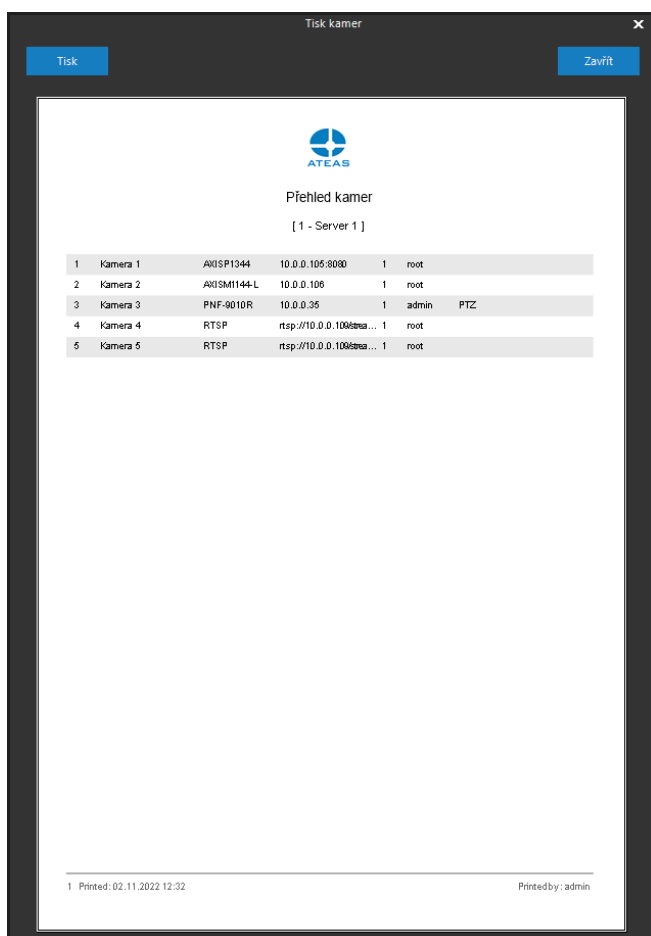 Tisk kamer
Tisk Zavřít
ATEAS
Přehled kamer
[ 1 - Server 1 ]
1 Kamera 1 AXISP1344 10.0.0.105:8080 1 root
2 Kamera 2 AXISM1144-L 10.0.0.106 1 root
3 Kamera 3 PNF-9010R 10.0.0.35 1 admin PTZ
4 Kamera 4 RTSP rtsp://10.0.0.109/strea... 1 root
5 Kamera 5 RTSP rtsp://10.0.0.109/strea... 1 root
1 Printed: 02.11.2022 12:32 Printed by : admin